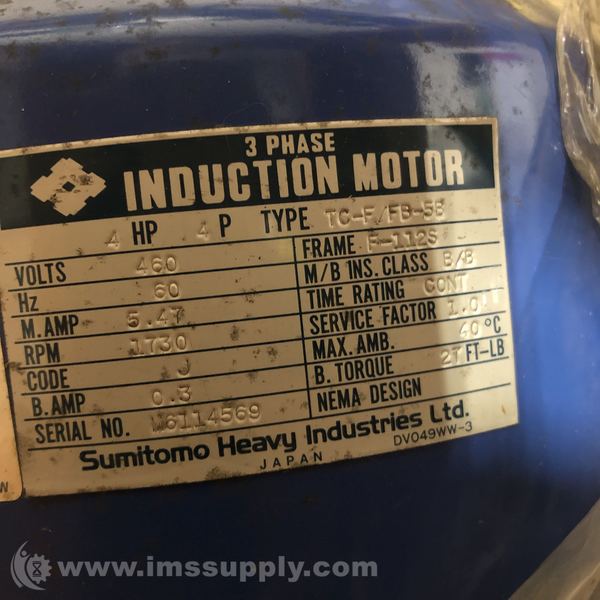 3 PHASE
INDUCTION MOTOR
4 HP 4 P TYPE TC-F/FB-5B
VOLTS 460
Hz 60
M. AMP 5.47
RPM 1730
CODE J
B. AMP 0.3
SERIAL NO. M6114569
FRAME F-112S
M/B INS. CLASS B/B
TIME RATING CONT.
SERVICE FACTOR 1.0
MAX. AMB. 40 °C
B. TORQUE 27 FT-LB
NEMA DESIGN
Sumitomo Heavy Industries Ltd.
JAPAN DV049WW-3
www.imssupply.com